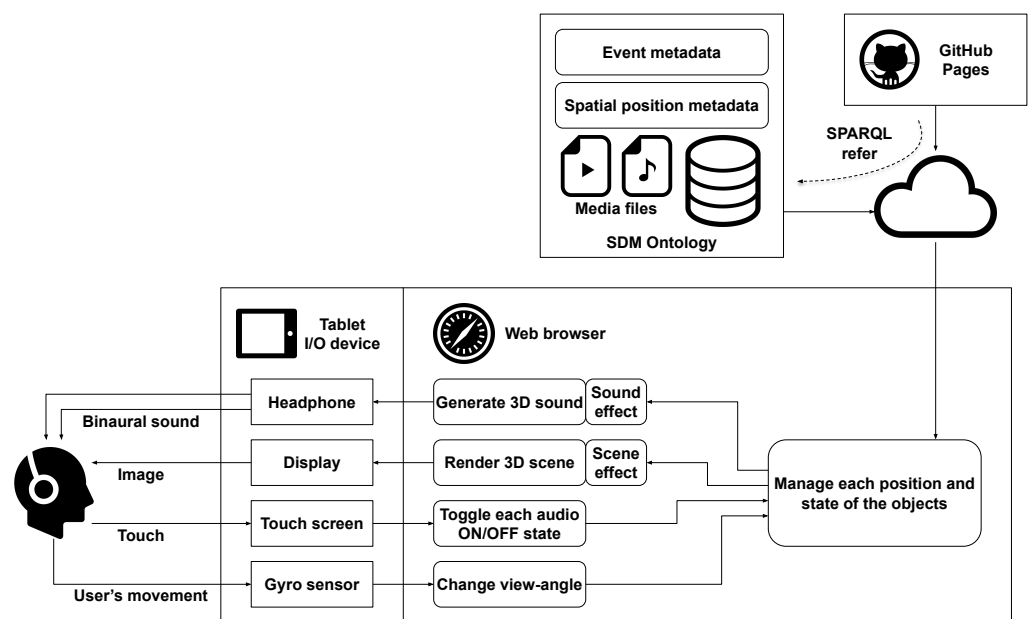 Event metadata
Spatial position metadata
Media files
SDM Ontology
GitHub
Pages
SPARQL
refer
Tablet
I/O device
Web browser
Headphone
Generate 3D sound
Sound
effect
Binaural sound
Display
Render 3D scene
Scene
effect
Image
Manage each position and
state of the objects
Touch screen
Toggle each audio
ON/OFF state
Touch
Gyro sensor
Change view-angle
User's movement